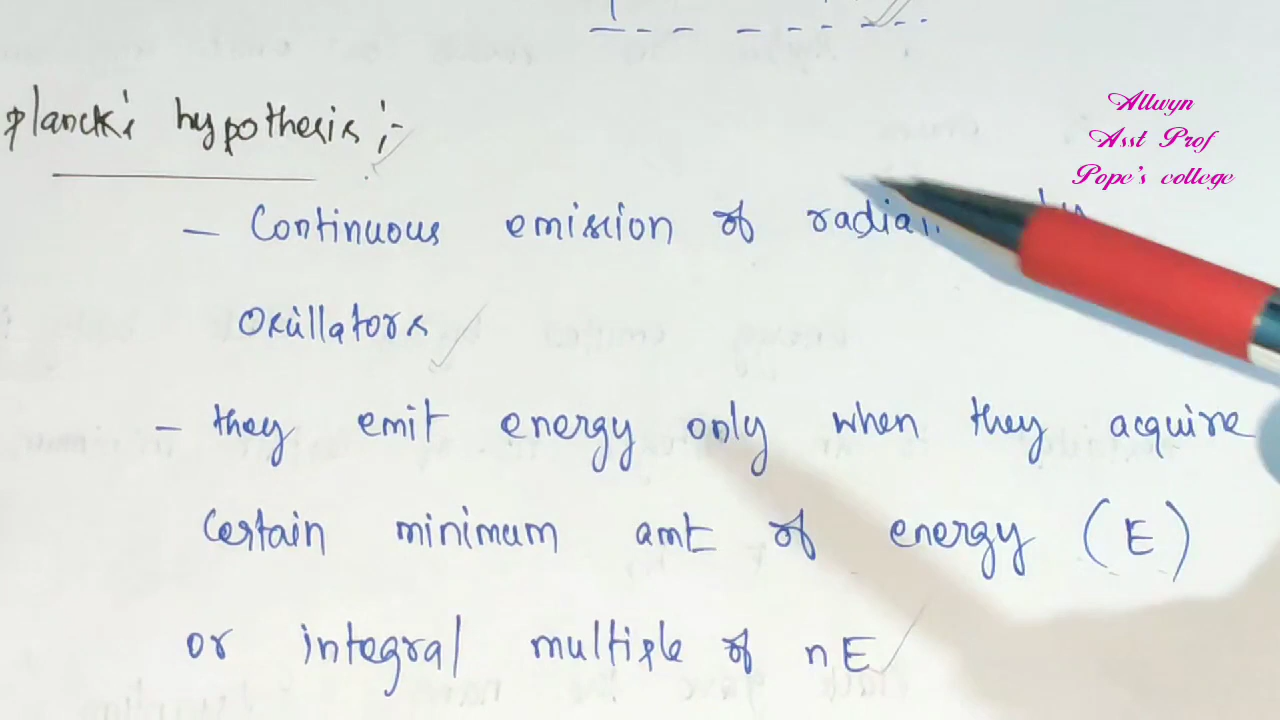 Planck's hypothesis :-
Allwyn
Asst Prof
Pope's college
- Continuous emission of
oscillators
- they emit energy only when they acquire
certain minimum amt of energy (E)
or integral multiple of nE